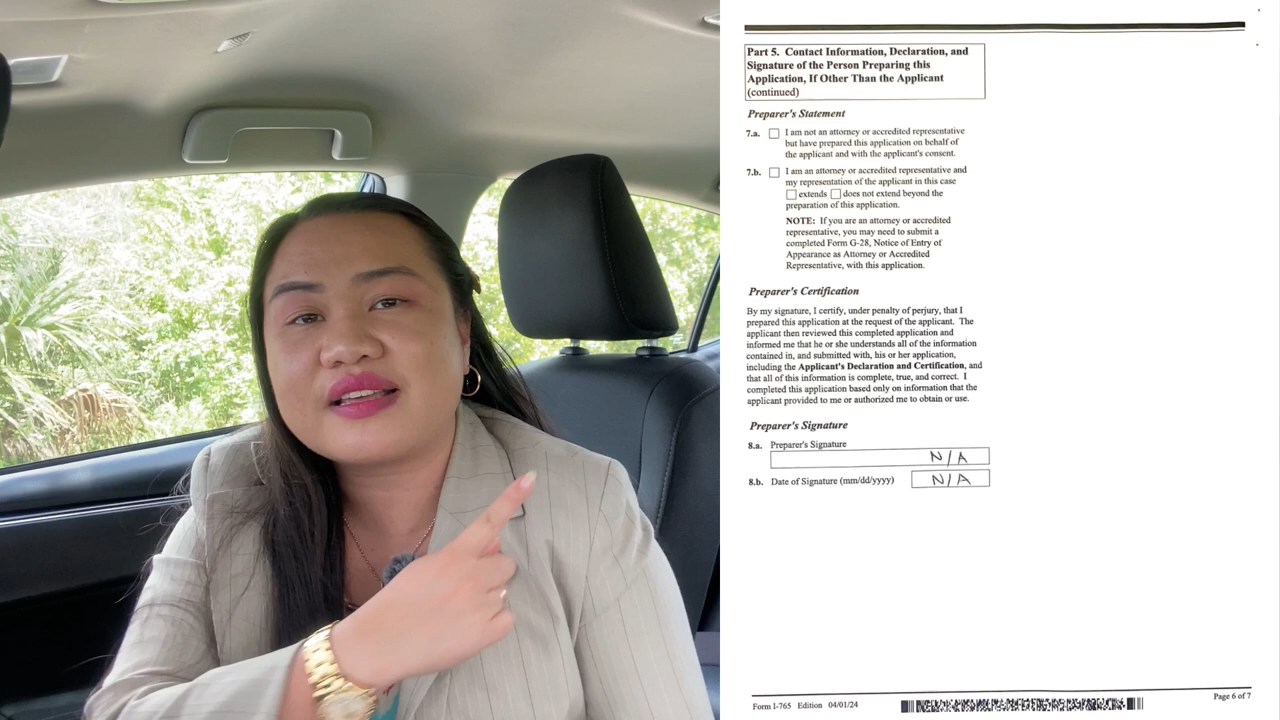 Part 5. Contact Information, Declaration, and
Signature of the Person Preparing this
Application, If Other Than the Applicant
(continued)
Preparer's Statement
7.a. I am not an attorney or accredited representative
but have prepared this application on behalf of
the applicant and with the applicant's consent.
7.b. I am an attorney or accredited representative and
my representation of the applicant in this case
extends does not extend beyond the
preparation of this application.
NOTE: If you are an attorney or accredited
representative, you may need to submit a
completed Form G-28, Notice of Entry of
Appearance as Attorney or Accredited
Representative, with this application.
Preparer's Certification
By my signature, I certify, under penalty of perjury, that I
prepared this application at the request of the applicant. The
applicant then reviewed this completed application and
informed me that he or she understands all of the information
contained in, and submitted with, his or her application,
including the Applicant's Declaration and Certification, and
that all of this information is complete, true, and correct. I
completed this application based only on information that the
applicant provided to me or authorized me to obtain or use.
Preparer's Signature
8.a. Preparer's Signature
N/A
8.b. Date of Signature (mm/dd/yyyy) N/A
Form I-765 Edition 04/01/24 Page 6 of 7